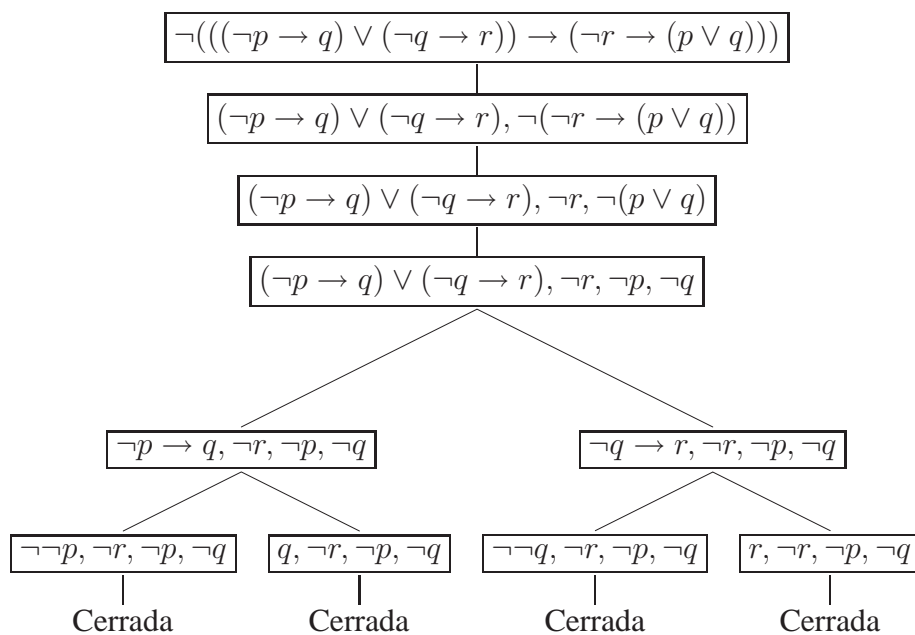 ¬(((¬p → q) ∨ (¬q → r)) → (¬r → (p ∨ q)))
(¬p → q) ∨ (¬q → r), ¬(¬r → (p ∨ q))
(¬p → q) ∨ (¬q → r), ¬r, ¬(p ∨ q)
(¬p → q) ∨ (¬q → r), ¬r, ¬p, ¬q
¬p → q, ¬r, ¬p, ¬q
¬q → r, ¬r, ¬p, ¬q
¬¬p, ¬r, ¬p, ¬q
q, ¬r, ¬p, ¬q
¬¬q, ¬r, ¬p, ¬q
r, ¬r, ¬p, ¬q
Cerrada
Cerrada
Cerrada
Cerrada